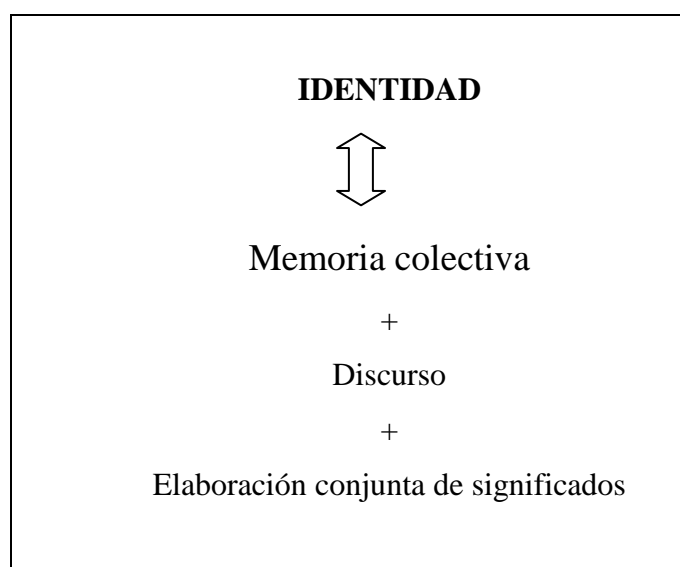 IDENTIDAD
Memoria colectiva
+
Discurso
+
Elaboración conjunta de significados